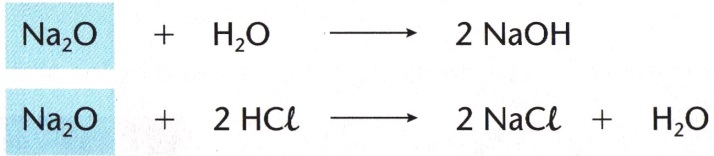 Na₂O + H₂O ⟶ 2 NaOH
Na₂O + 2 HCℓ ⟶ 2 NaCℓ + H₂O